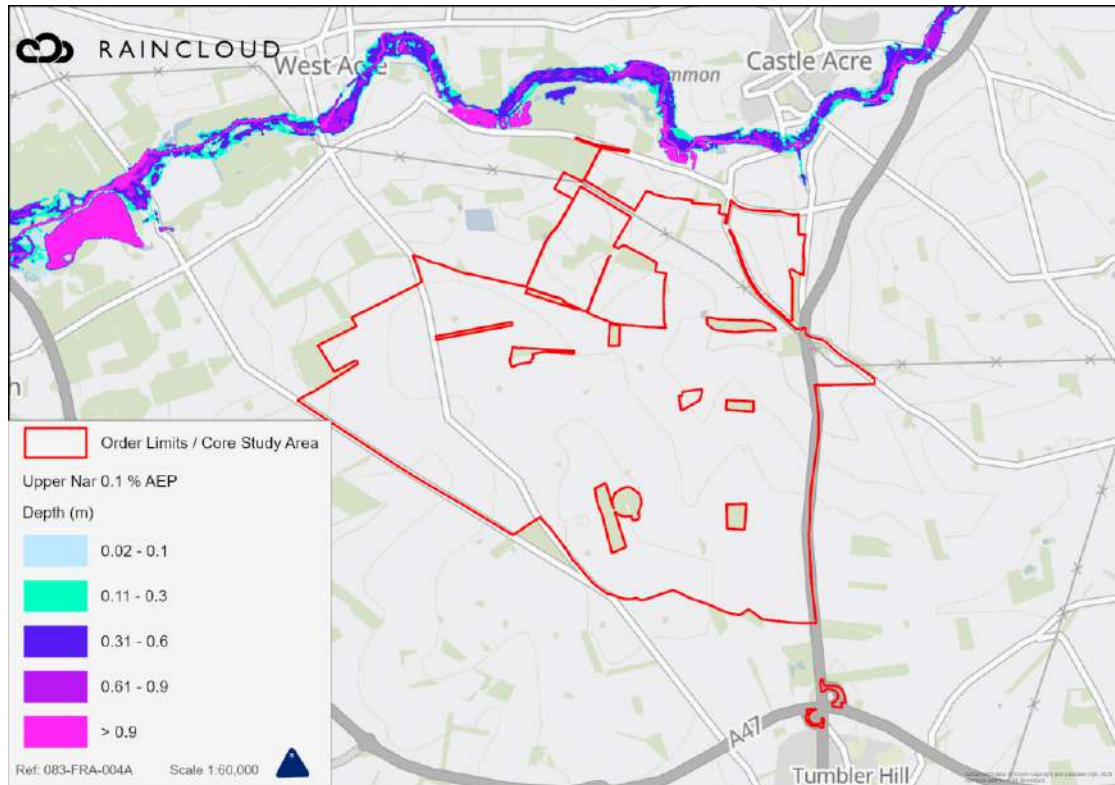 RAINCLOUD
West Acre
mmon
Castle Acre
n
Order Limits / Core Study Area
Upper Nar 0.1 % AEP
Depth (m)
0.02 - 0.1
0.11 - 0.3
0.31 - 0.6
0.61 - 0.9
> 0.9
Ref: 083-FRA-004A
Scale 1:60,000
A47
Tumbler Hill